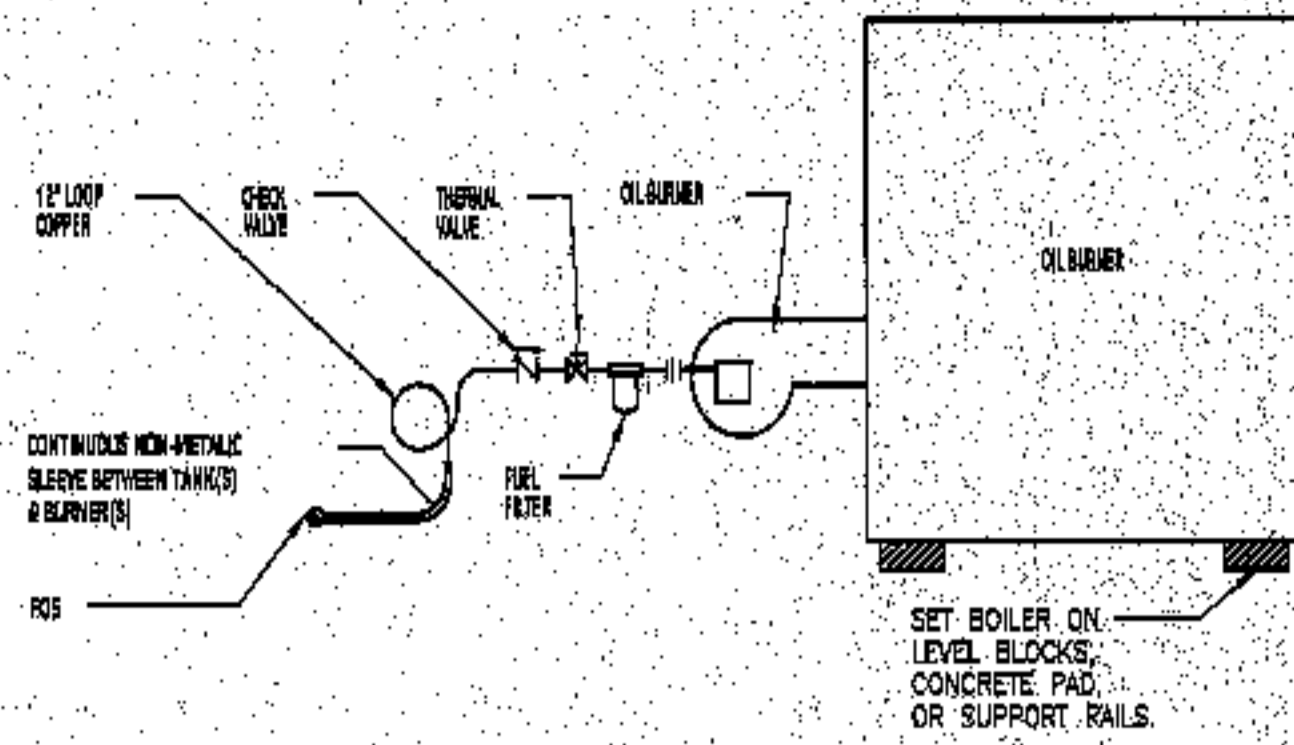 12" LOOP
COPPER
CHECK
VALVE
THERMAL
VALVE
OIL BURNER
OIL BURNER
CONTINUOUS NON-METALIC
SLEEVE BETWEEN TANK(S)
& BURNER(S)
FUEL
FILTER
FOS
SET BOILER ON
LEVEL BLOCKS,
CONCRETE PAD,
OR SUPPORT RAILS.